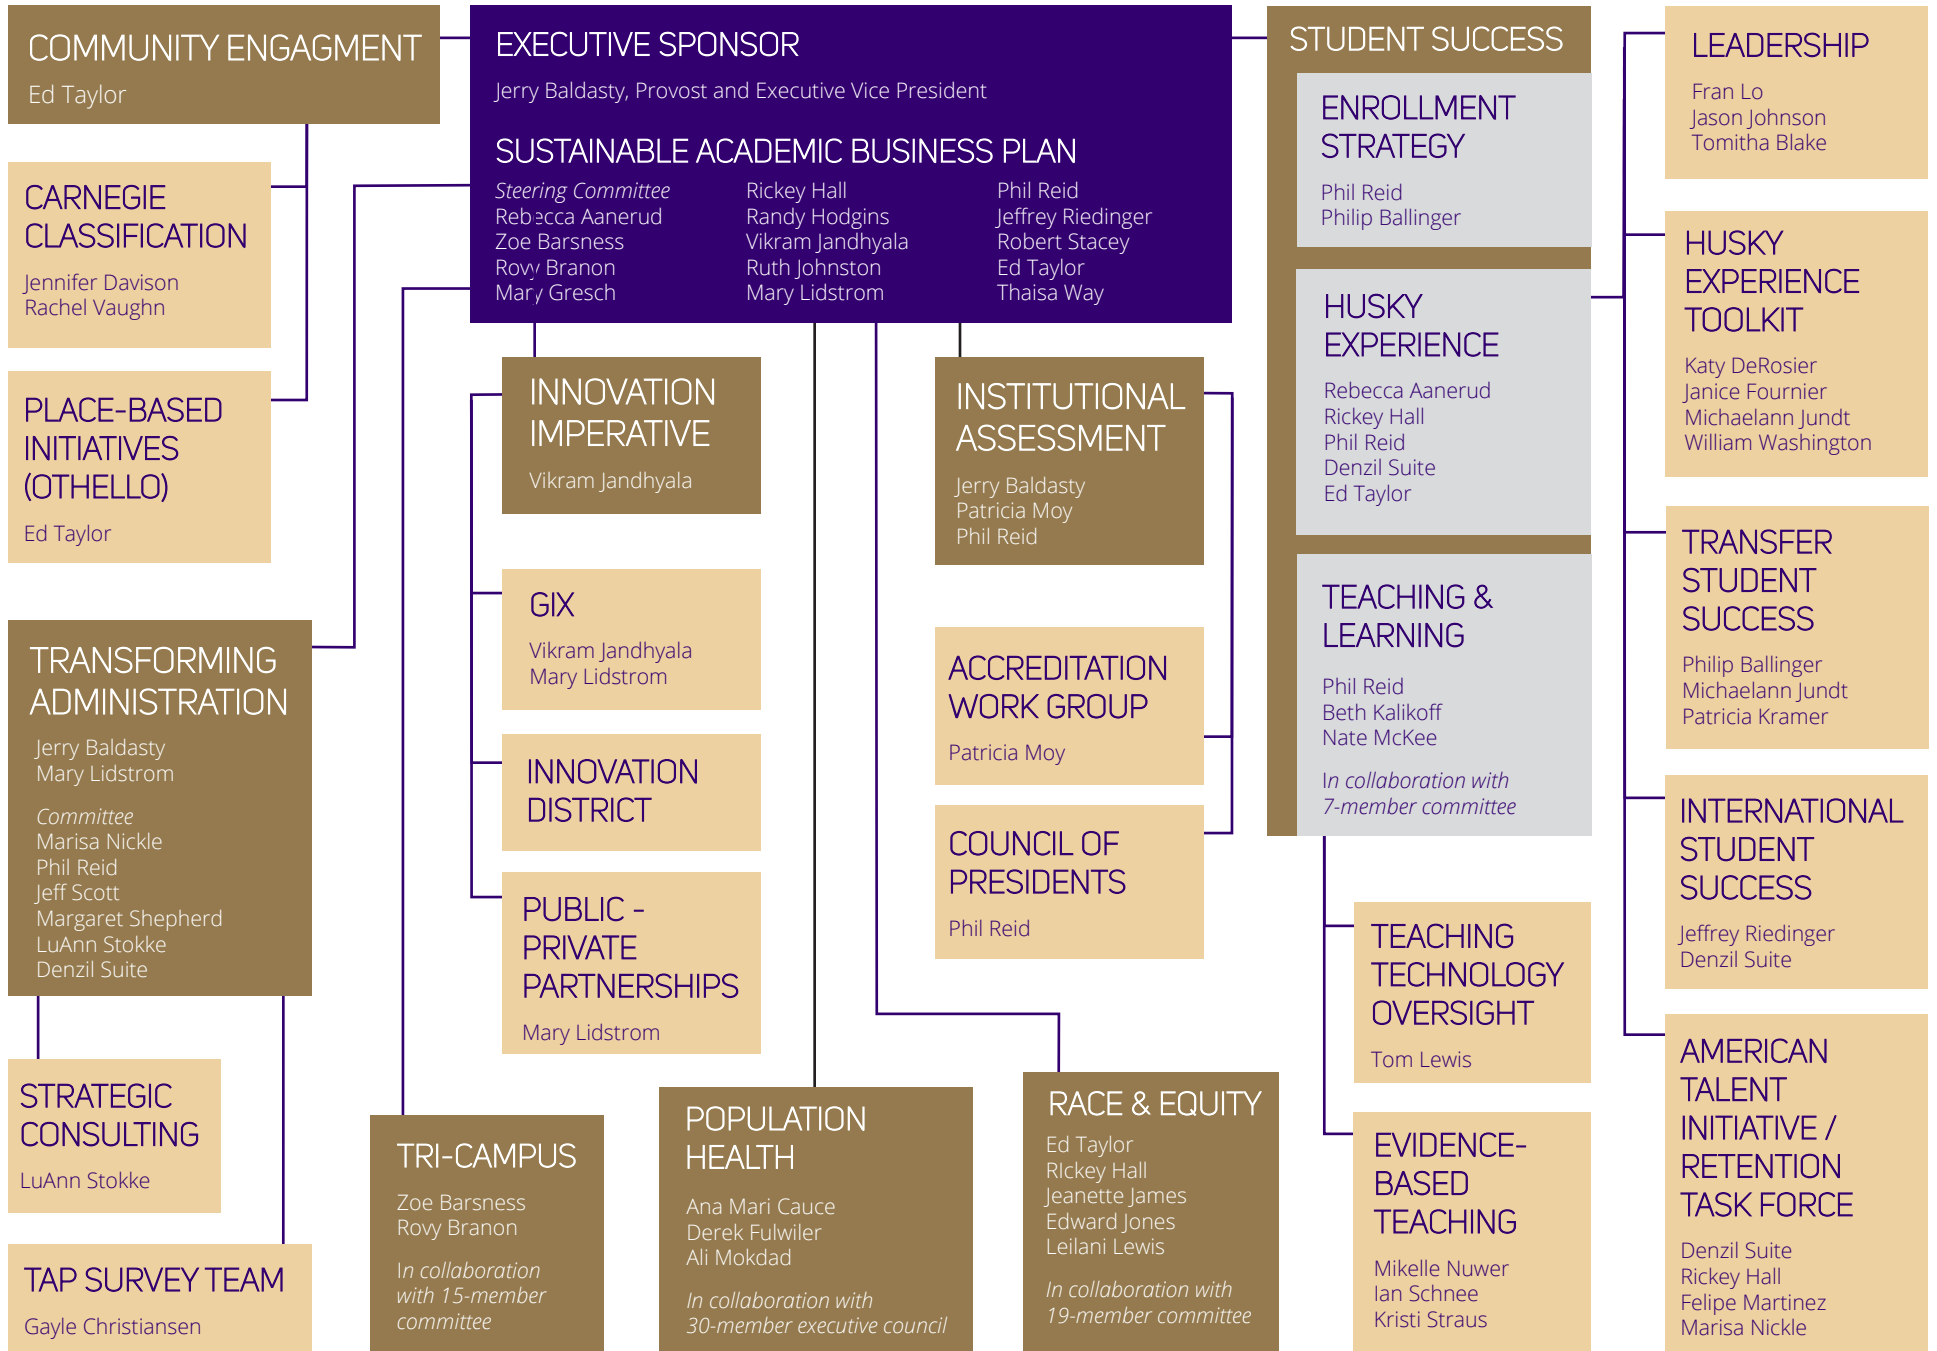 COMMUNITY ENGAGMENT
Ed Taylor
CARNEGIE
CLASSIFICATION
Jennifer Davison
Rachel Vaughn
PLACE-BASED
INITIATIVES
(OTHELLO)
Ed Taylor
TRANSFORMING
ADMINISTRATION
Jerry Baldasty
Mary Lidstrom
Committee
Marisa Nickle
Phil Reid
Jeff Scott
Margaret Shepherd
LuAnn Stokke
Denzil Suite
STRATEGIC
CONSULTING
LuAnn Stokke
TAP SURVEY TEAM
Gayle Christiansen
EXECUTIVE SPONSOR
Jerry Baldasty, Provost and Executive Vice President
SUSTAINABLE ACADEMIC BUSINESS PLAN
Steering Committee
Rebecca Aanerud
Zoe Barsness
Rovy Branon
Mary Gresch
Rickey Hall
Randy Hodgins
Vikram Jandhyala
Ruth Johnston
Mary Lidstrom
Phil Reid
Jeffrey Riedinger
Robert Stacey
Ed Taylor
Thaisa Way
INNOVATION
IMPERATIVE
Vikram Jandhyala
GIX
Vikram Jandhyala
Mary Lidstrom
INNOVATION
DISTRICT
PUBLIC -
PRIVATE
PARTNERSHIPS
Mary Lidstrom
INSTITUTIONAL
ASSESSMENT
Jerry Baldasty
Patricia Moy
Phil Reid
ACCREDITATION
WORK GROUP
Patricia Moy
COUNCIL OF
PRESIDENTS
Phil Reid
TRI-CAMPUS
Zoe Barsness
Rovy Branon
In collaboration
with 15-member
committee
POPULATION
HEALTH
Ana Mari Cauce
Derek Fulwiler
Ali Mokdad
In collaboration with
30-member executive council
RACE & EQUITY
Ed Taylor
RIckey Hall
Jeanette James
Edward Jones
Leilani Lewis
In collaboration with
19-member committee
STUDENT SUCCESS
ENROLLMENT
STRATEGY
Phil Reid
Philip Ballinger
HUSKY
EXPERIENCE
Rebecca Aanerud
Rickey Hall
Phil Reid
Denzil Suite
Ed Taylor
TEACHING &
LEARNING
Phil Reid
Beth Kalikoff
Nate McKee
In collaboration with
7-member committee
TEACHING
TECHNOLOGY
OVERSIGHT
Tom Lewis
EVIDENCE-
BASED
TEACHING
Mikelle Nuwer
Ian Schnee
Kristi Straus
LEADERSHIP
Fran Lo
Jason Johnson
Tomitha Blake
HUSKY
EXPERIENCE
TOOLKIT
Katy DeRosier
Janice Fournier
Michaelann Jundt
William Washington
TRANSFER
STUDENT
SUCCESS
Philip Ballinger
Michaelann Jundt
Patricia Kramer
INTERNATIONAL
STUDENT
SUCCESS
Jeffrey Riedinger
Denzil Suite
AMERICAN
TALENT
INITIATIVE /
RETENTION
TASK FORCE
Denzil Suite
Rickey Hall
Felipe Martinez
Marisa Nickle